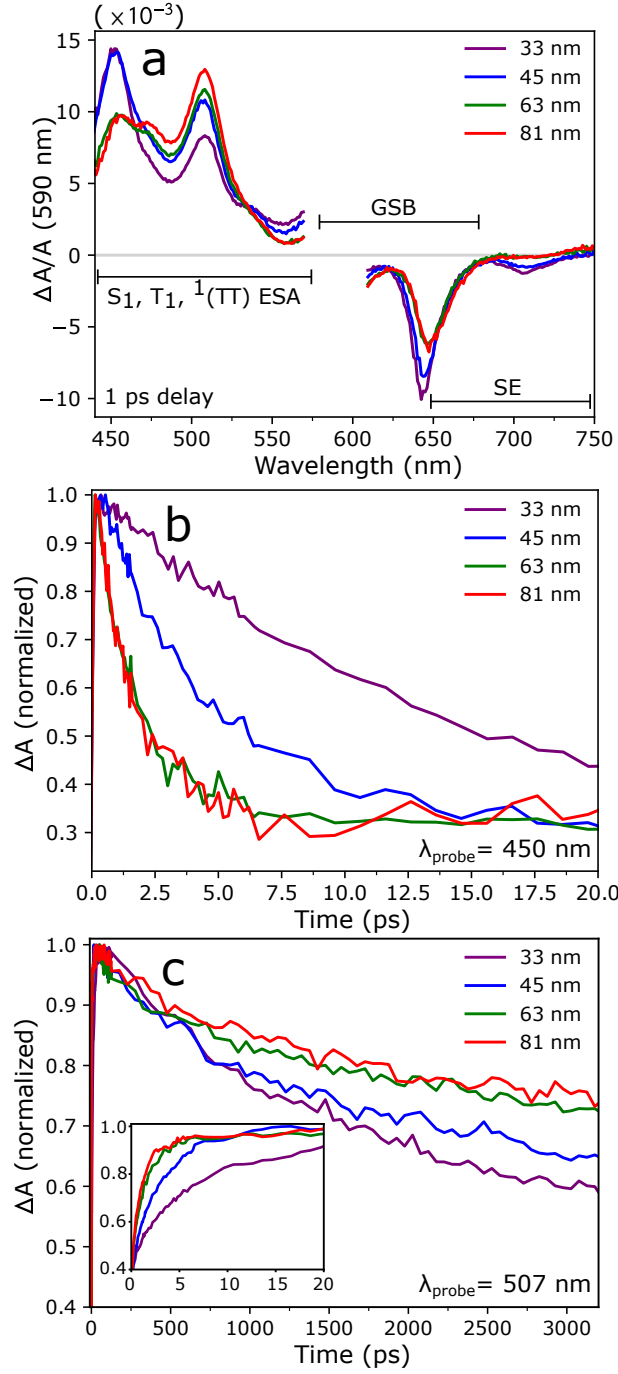 (×10⁻³)
a
33 nm
45 nm
63 nm
81 nm
15
10
5
0
−5
−10
ΔA/A (590 nm)
GSB
S1, T1, ¹(TT) ESA
SE
1 ps delay
450 500 550 600 650 700 750
Wavelength (nm)
b
33 nm
45 nm
63 nm
81 nm
1.0
0.9
0.8
0.7
0.6
0.5
0.4
0.3
ΔA (normalized)
λprobe= 450 nm
0.0 2.5 5.0 7.5 10.0 12.5 15.0 17.5 20.0
Time (ps)
c
33 nm
45 nm
63 nm
81 nm
1.0
0.9
0.8
0.7
0.6
0.5
0.4
ΔA (normalized)
1.0
0.8
0.6
0.4
0 5 10 15 20
λprobe= 507 nm
0 500 1000 1500 2000 2500 3000
Time (ps)